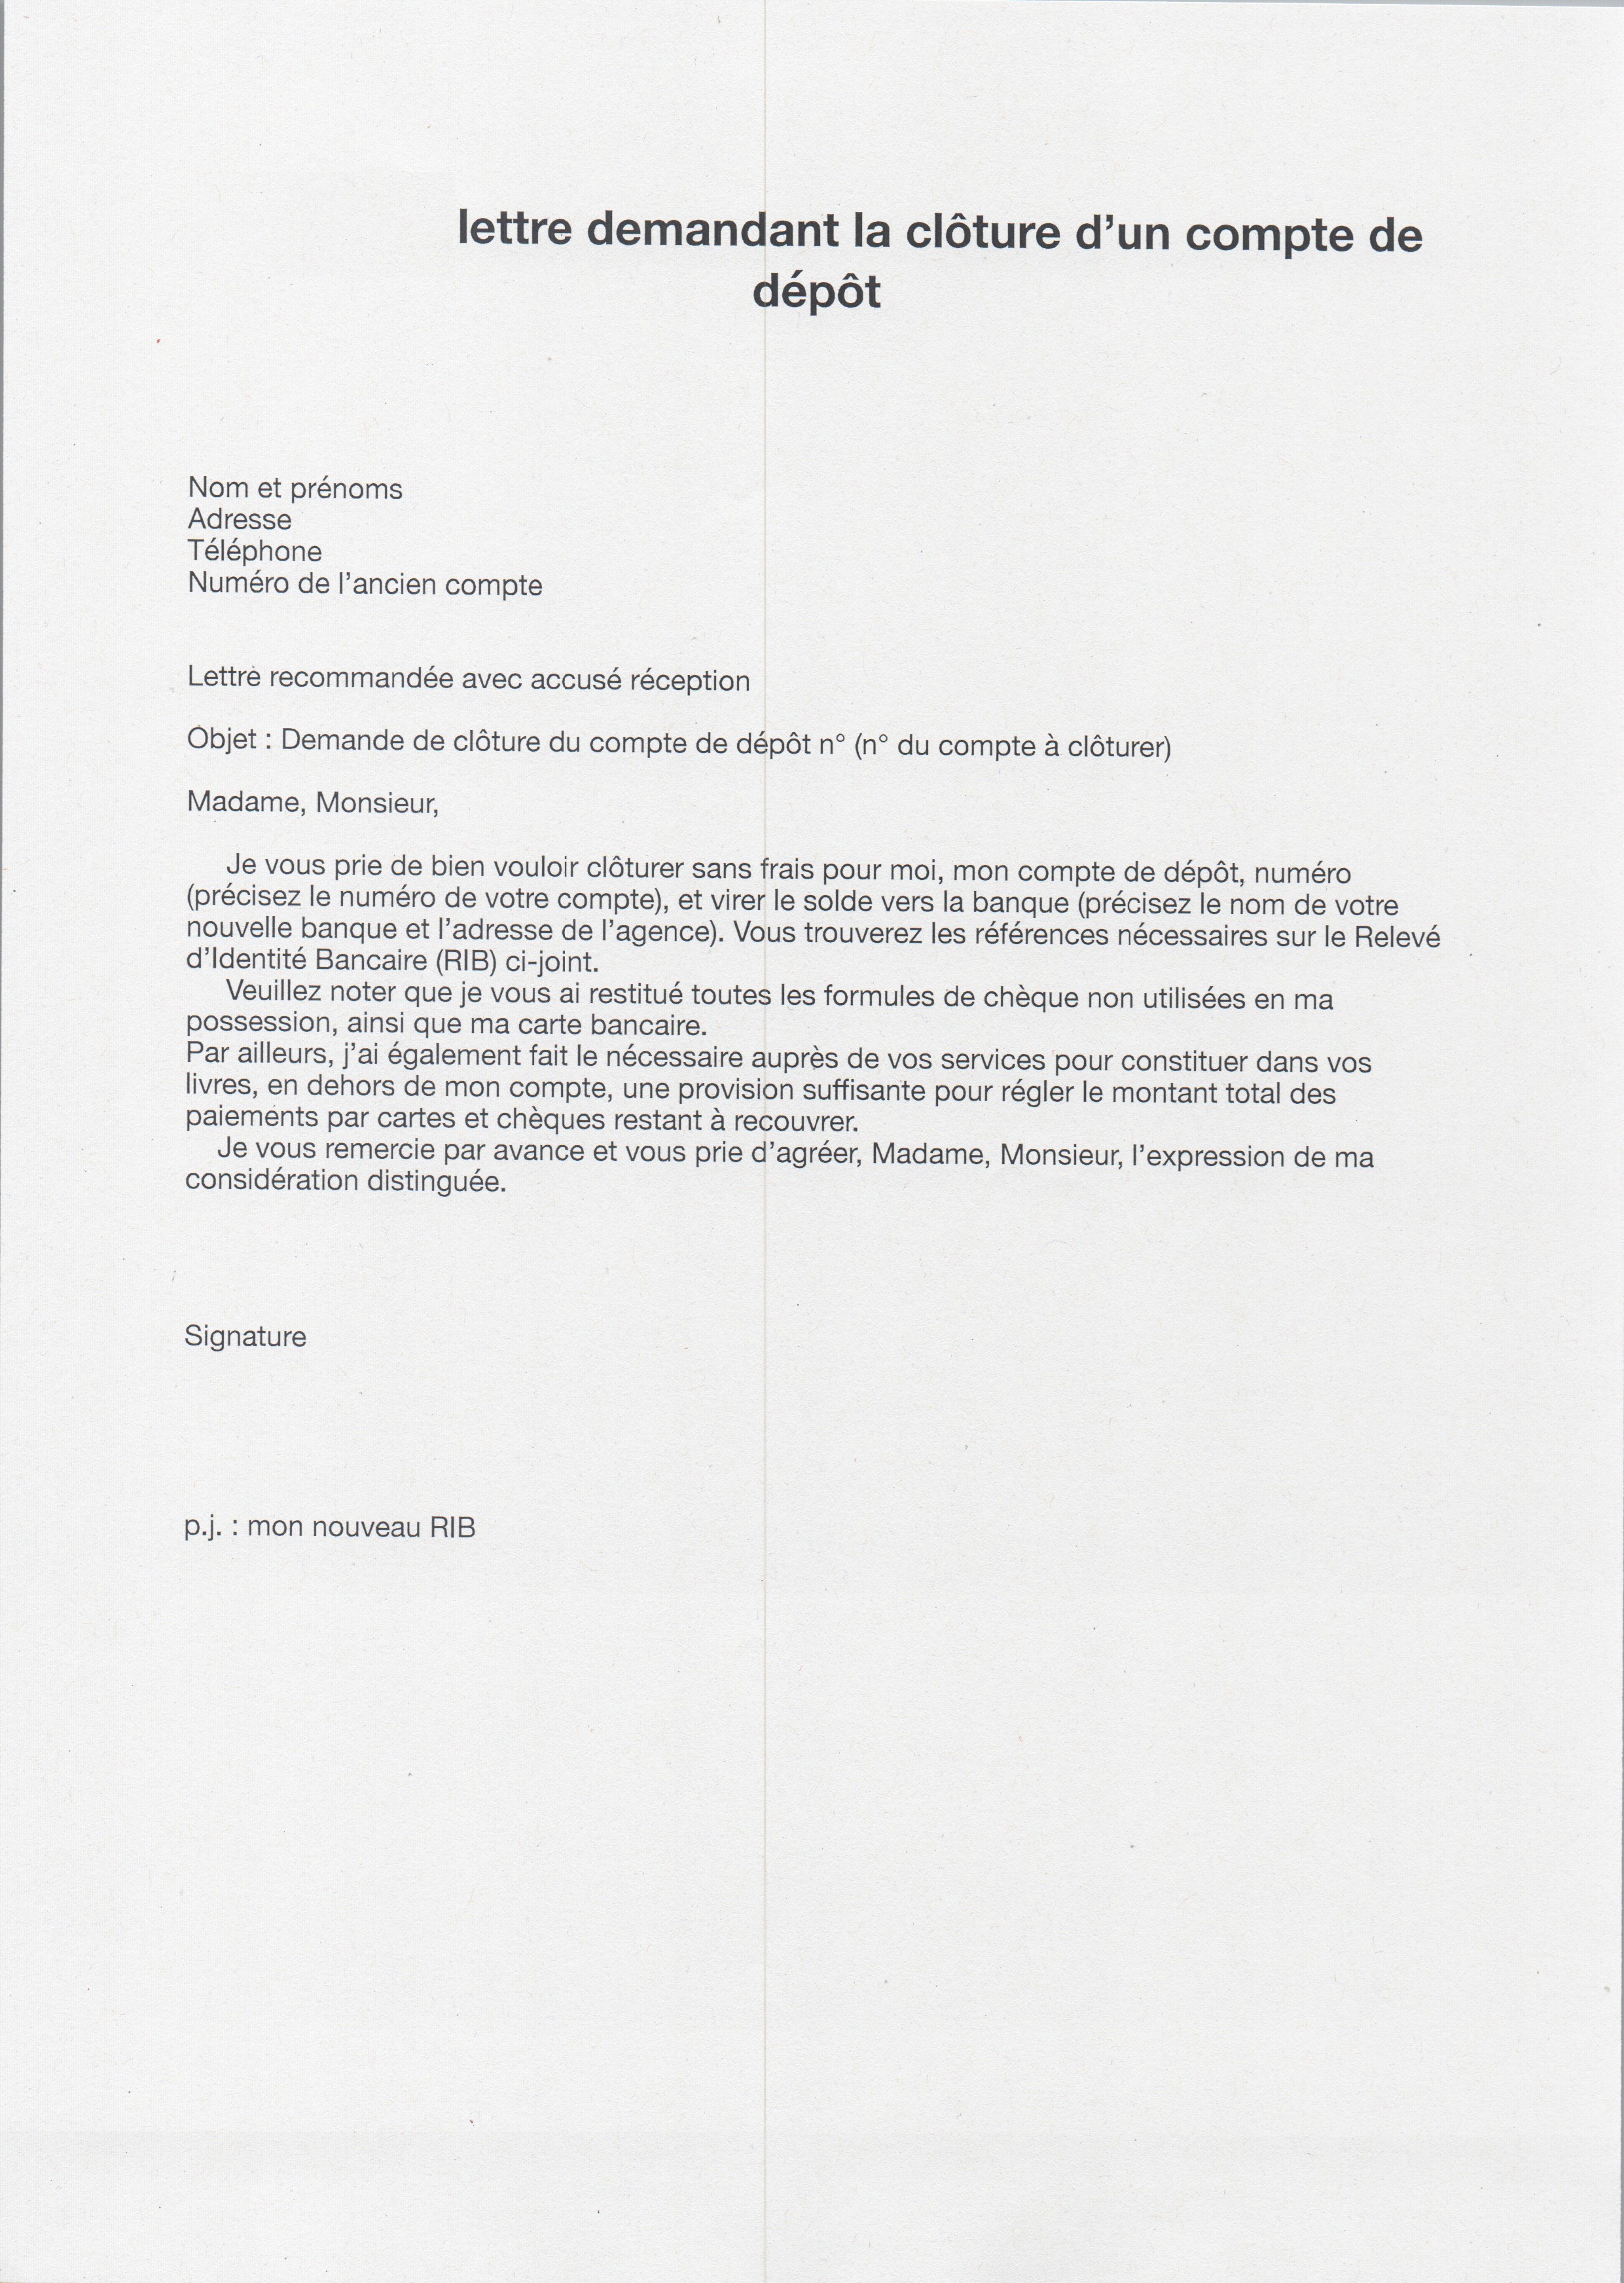 lettre demandant la clôture d’un compte de
dépôt
Nom et prénoms
Adresse
Téléphone
Numéro de l’ancien compte
Lettre recommandée avec accusé réception
Objet : Demande de clôture du compte de dépôt n° (n° du compte à clôturer)
Madame, Monsieur,
Je vous prie de bien vouloir clôturer sans frais pour moi, mon compte de dépôt, numéro
(précisez le numéro de votre compte), et virer le solde vers la banque (précisez le nom de votre
nouvelle banque et l’adresse de l’agence). Vous trouverez les références nécessaires sur le Relevé
d’Identité Bancaire (RIB) ci-joint.
Veuillez noter que je vous ai restitué toutes les formules de chèque non utilisées en ma
possession, ainsi que ma carte bancaire.
Par ailleurs, j’ai également fait le nécessaire auprès de vos services pour constituer dans vos
livres, en dehors de mon compte, une provision suffisante pour régler le montant total des
paiements par cartes et chèques restant à recouvrer.
Je vous remercie par avance et vous prie d’agréer, Madame, Monsieur, l’expression de ma
considération distinguée.
Signature
p.j. : mon nouveau RIB